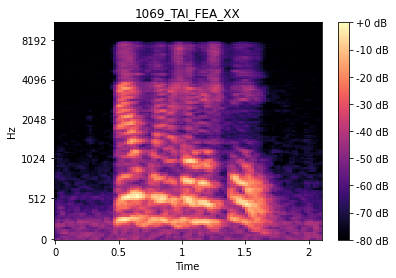 1069_TAI_FEA_XX
8192
4096
2048
1024
512
0
Hz
0
0.5
1
1.5
2
Time
+0 dB
-10 dB
-20 dB
-30 dB
-40 dB
-50 dB
-60 dB
-70 dB
-80 dB